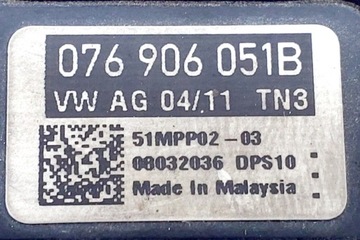 076 906 051B
VW AG 04/11 TN3
51MPP02-03
08032036 DPS10
Made In Malaysia